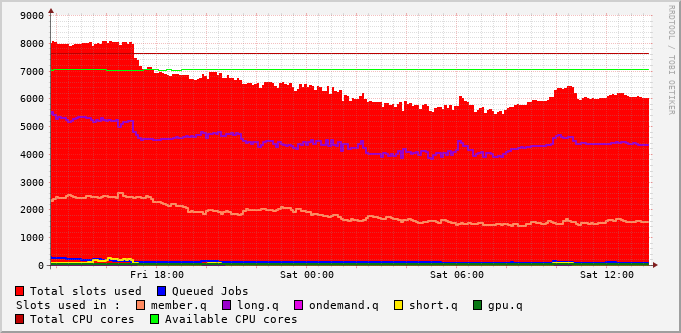 RRDTOOL / TOBI OETIKER
9000
8000
7000
6000
5000
4000
3000
2000
1000
0
Fri 18:00 Sat 00:00 Sat 06:00 Sat 12:00
Total slots used Queued Jobs
Slots used in : member.q long.q ondemand.q short.q gpu.q
Total CPU cores Available CPU cores